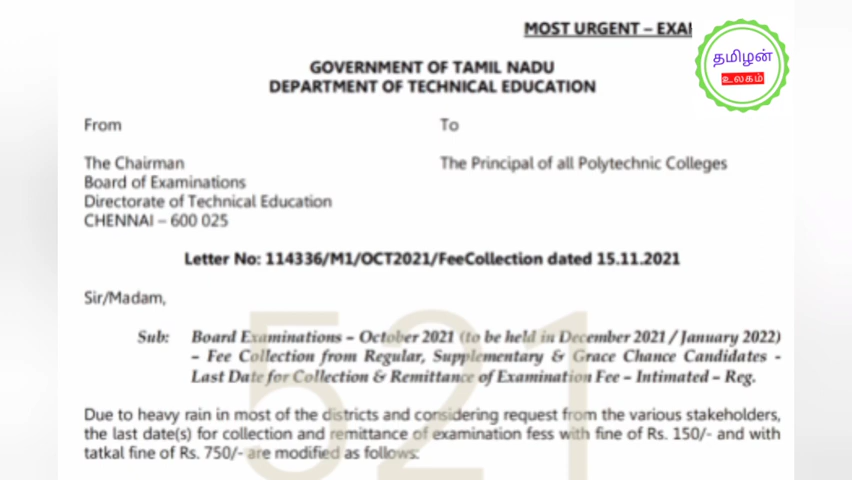 MOST URGENT – EXA
தமிழன்
உலகம்
GOVERNMENT OF TAMIL NADU
DEPARTMENT OF TECHNICAL EDUCATION
From
To
The Chairman
The Principal of all Polytechnic Colleges
Board of Examinations
Directorate of Technical Education
CHENNAI – 600 025
Letter No: 114336/M1/OCT2021/FeeCollection dated 15.11.2021
Sir/Madam,
Sub: Board Examinations – October 2021 (to be held in December 2021 / January 2022)
– Fee Collection from Regular, Supplementary & Grace Chance Candidates -
Last Date for Collection & Remittance of Examination Fee – Intimated – Reg.
521
Due to heavy rain in most of the districts and considering request from the various stakeholders,
the last date(s) for collection and remittance of examination fess with fine of Rs. 150/- and with
tatkal fine of Rs. 750/- are modified as follows: